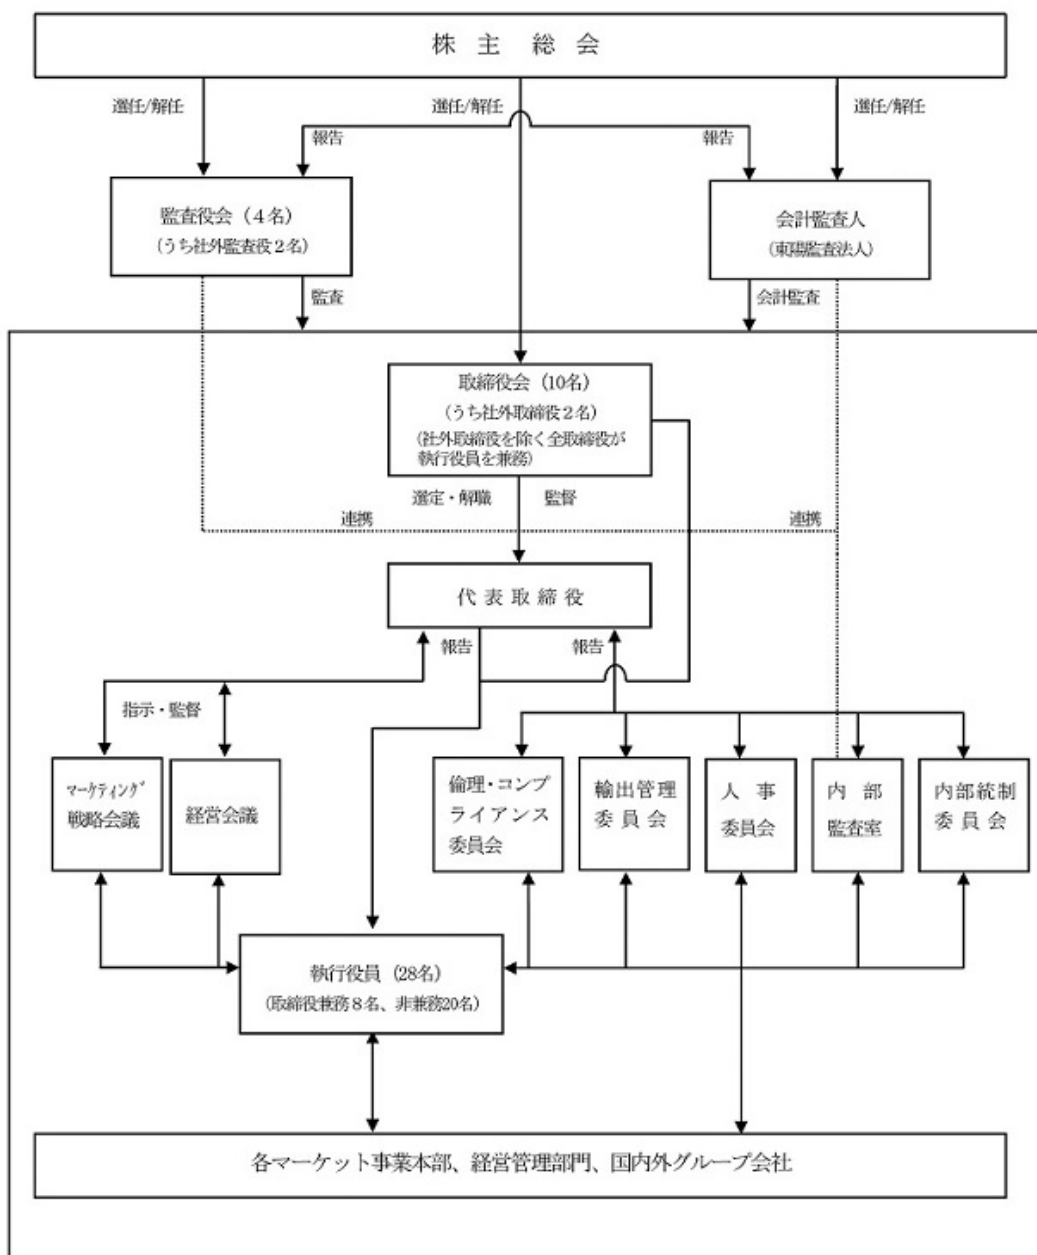 株 主 総 会
選任/解任
選任/解任
選任/解任
報告
報告
監査役会（４名）
（うち社外監査役２名）
会計監査人
（東陽監査法人）
監査
会計監査
取締役会（10名）
（うち社外取締役２名）
（社外取締役を除く全取締役が
執行役員を兼務）
選定・解職
監督
連携
連携
代 表 取 締 役
報告
報告
指示・監督
マーケティング
戦略会議
経営会議
倫理・コンプ
ライアンス
委員会
輸出管理
委 員 会
人 事
委員会
内 部
監査室
内部統制
委 員 会
執行役員（28名）
（取締役兼務８名、非兼務20名）
各マーケット事業本部、経営管理部門、国内外グループ会社